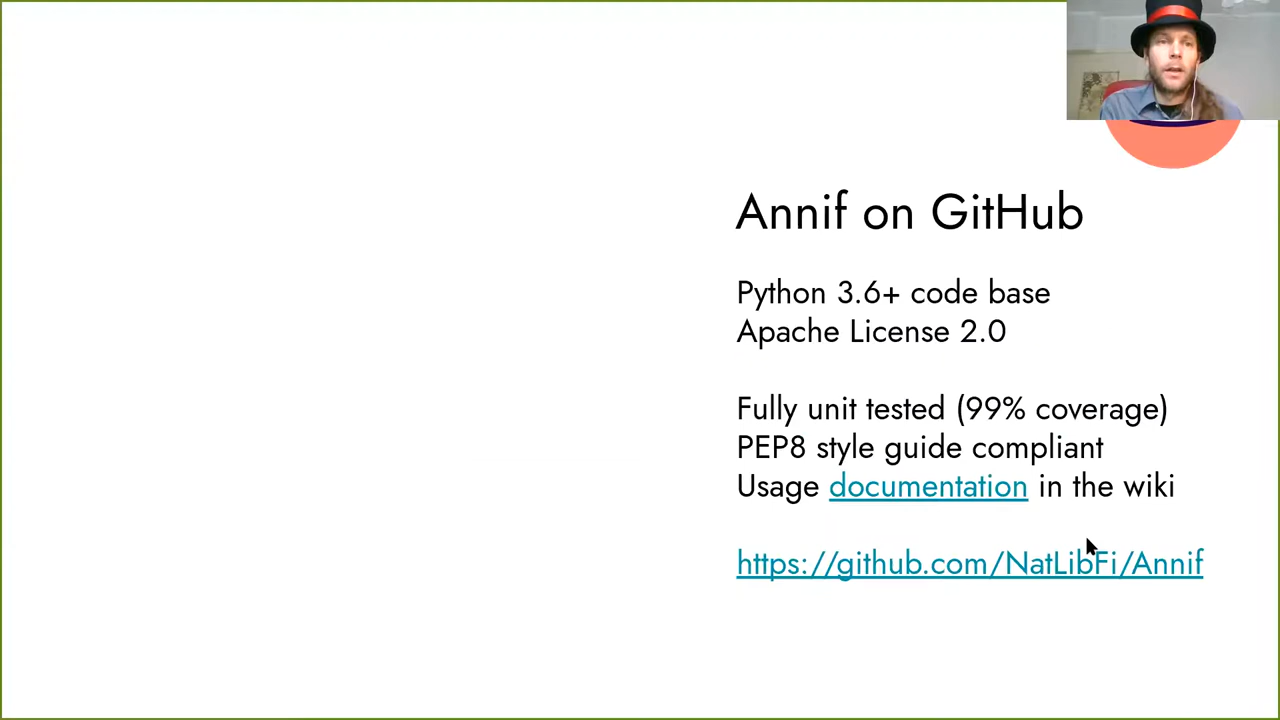 Annif on GitHub
Python 3.6+ code base
Apache License 2.0
Fully unit tested (99% coverage)
PEP8 style guide compliant
Usage documentation in the wiki
https://github.com/NatLibFi/Annif